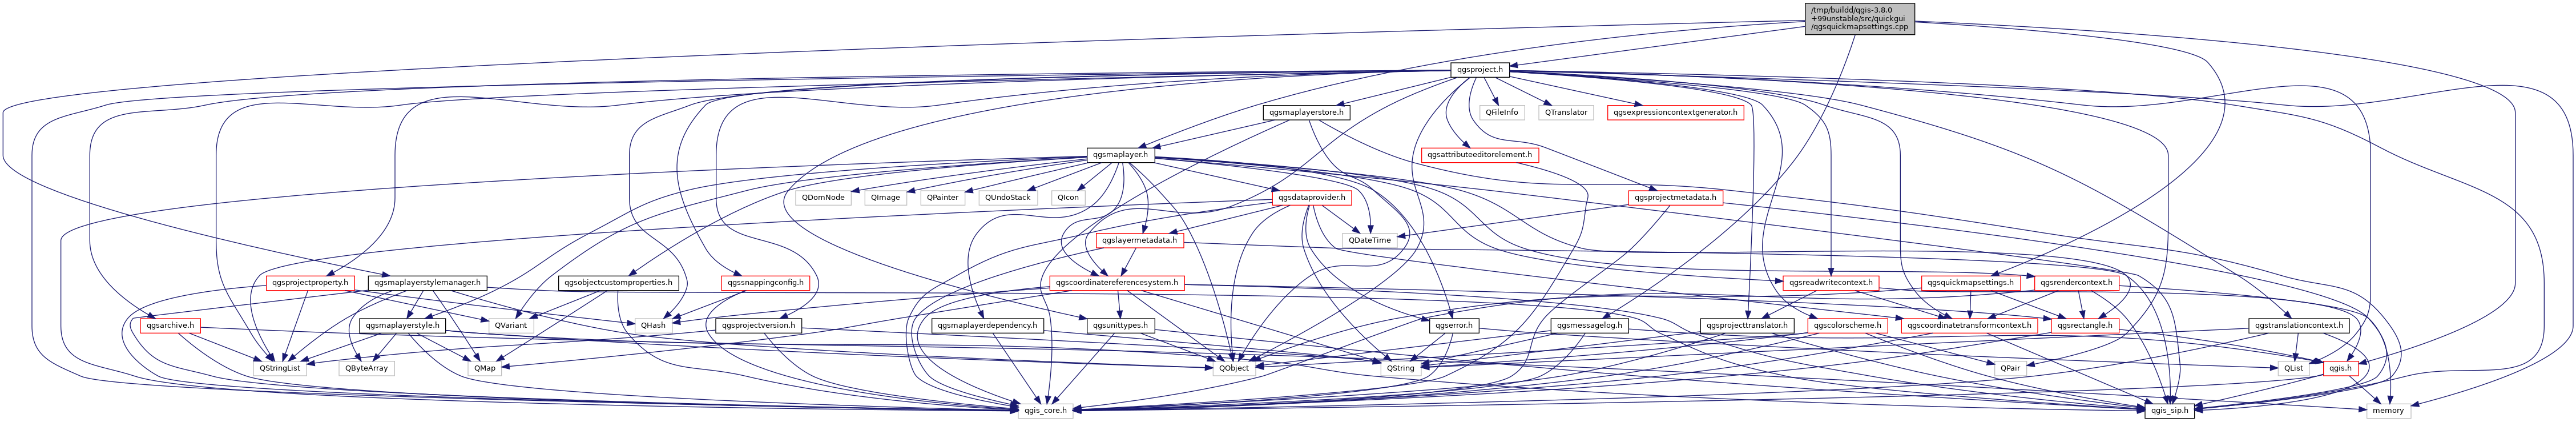 /tmp/buildd/qgis-3.8.0
+99unstable/src/quickgui
/qgsquickmapsettings.cpp
qgsproject.h
qgsmaplayerstore.h
QFileInfo
QTranslator
qgsexpressioncontextgenerator.h
qgsmaplayer.h
qgsattributeeditorelement.h
QDomNode
QImage
QPainter
QUndoStack
QIcon
qgsdataprovider.h
qgsprojectmetadata.h
qgslayermetadata.h
QDateTime
qgsprojectproperty.h
qgsmaplayerstylemanager.h
qgsobjectcustomproperties.h
qgssnappingconfig.h
qgscoordinatereferencesystem.h
qgsreadwritecontext.h
qgsquickmapsettings.h
qgsrendercontext.h
qgsarchive.h
qgsmaplayerstyle.h
QVariant
QHash
qgsprojectversion.h
qgsmaplayerdependency.h
qgsunittypes.h
qgserror.h
qgsmessagelog.h
qgsprojecttranslator.h
qgscolorscheme.h
qgscoordinatetransformcontext.h
qgsrectangle.h
qgstranslationcontext.h
QStringList
QByteArray
QMap
QObject
QString
QPair
QList
qgis.h
qgis_core.h
qgis_sip.h
memory